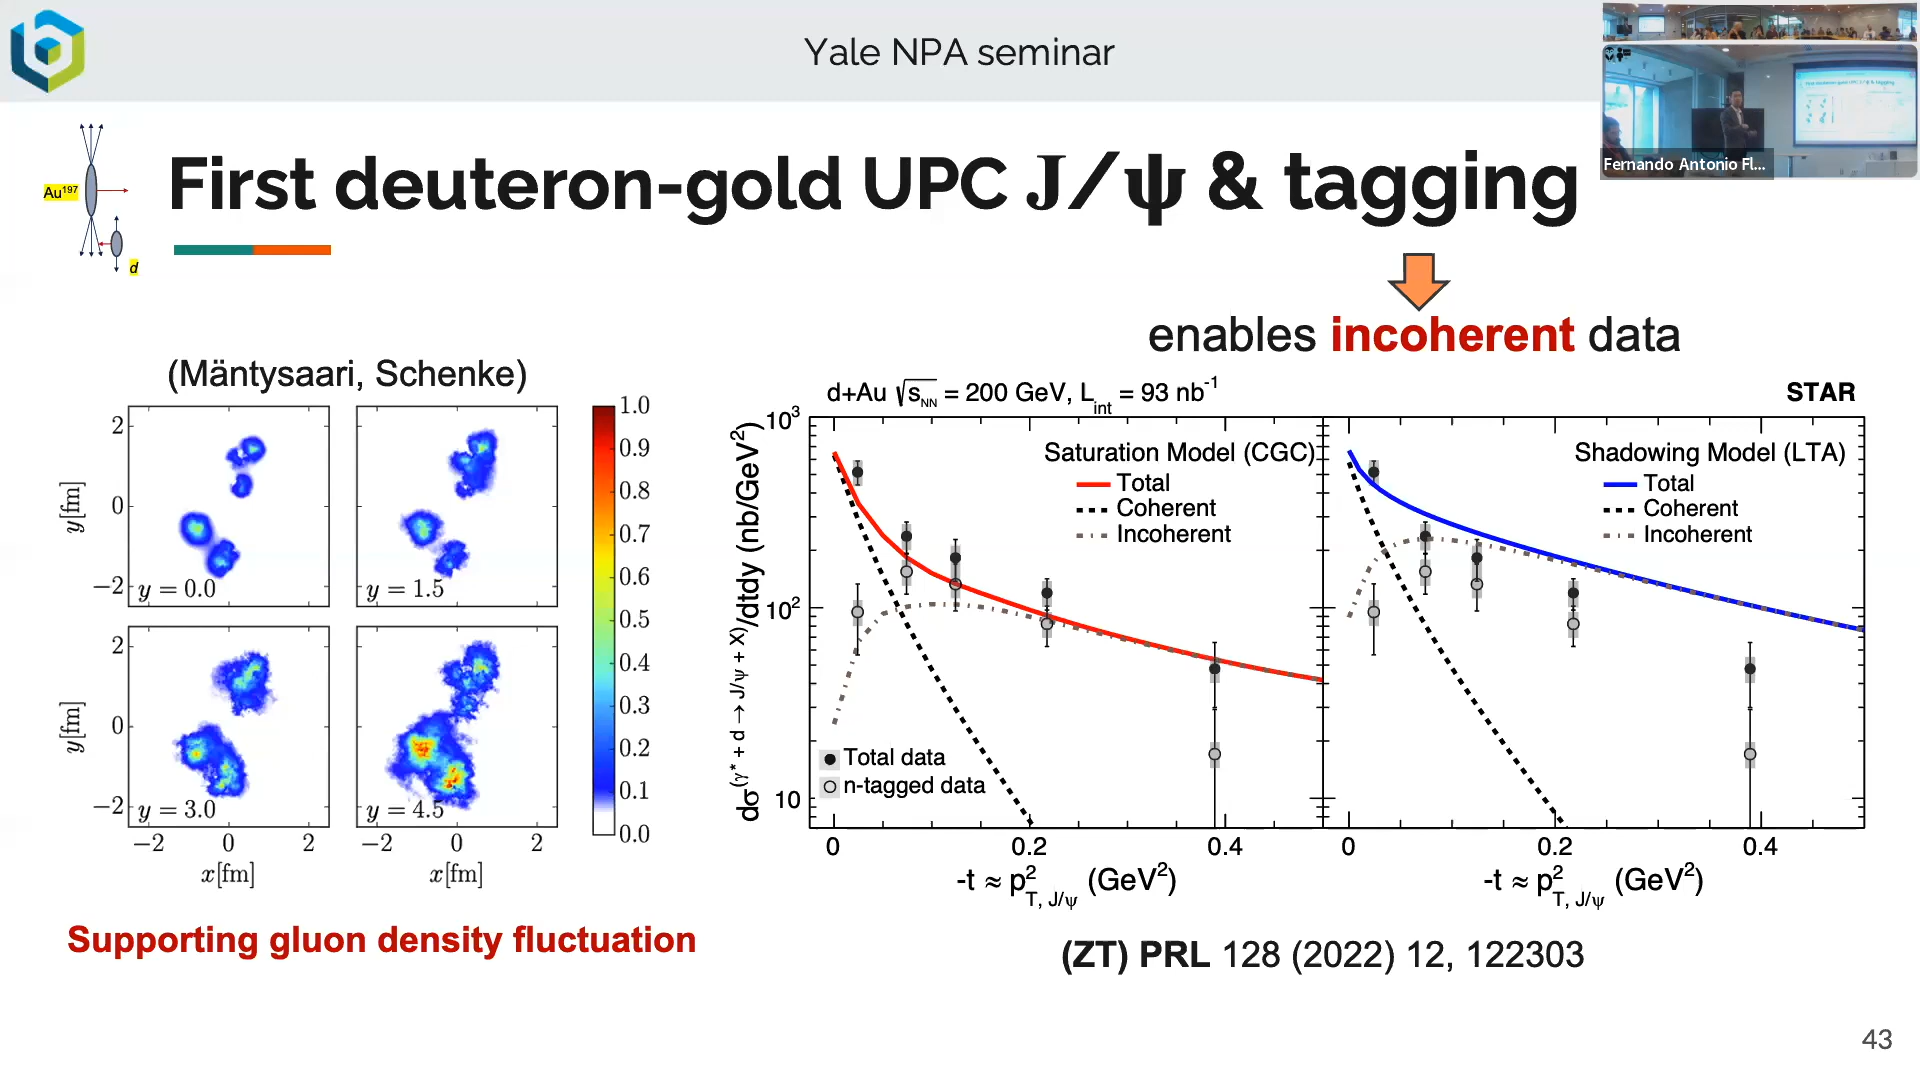 Yale NPA seminar
Fernando Antonio Fl...
Au197
d
First deuteron-gold UPC J/ψ & tagging
enables incoherent data
(Mäntysaari, Schenke)
2
0
−2
y[fm]
y = 0.0
y = 1.5
2
0
−2
y[fm]
y = 3.0
y = 4.5
−2 0 2
−2 0 2
x[fm]
x[fm]
1.0
0.9
0.8
0.7
0.6
0.5
0.4
0.3
0.2
0.1
0.0
Supporting gluon density fluctuation
d+Au √sNN = 200 GeV, Lint = 93 nb-1
STAR
dσ(γ* + d → J/ψ + X)/dtdy (nb/GeV2)
103
102
10
Saturation Model (CGC)
Total
Coherent
Incoherent
Total data
n-tagged data
0 0.2 0.4
-t ≈ p2T, J/ψ (GeV2)
Shadowing Model (LTA)
Total
Coherent
Incoherent
0 0.2 0.4
-t ≈ p2T, J/ψ (GeV2)
(ZT) PRL 128 (2022) 12, 122303
43